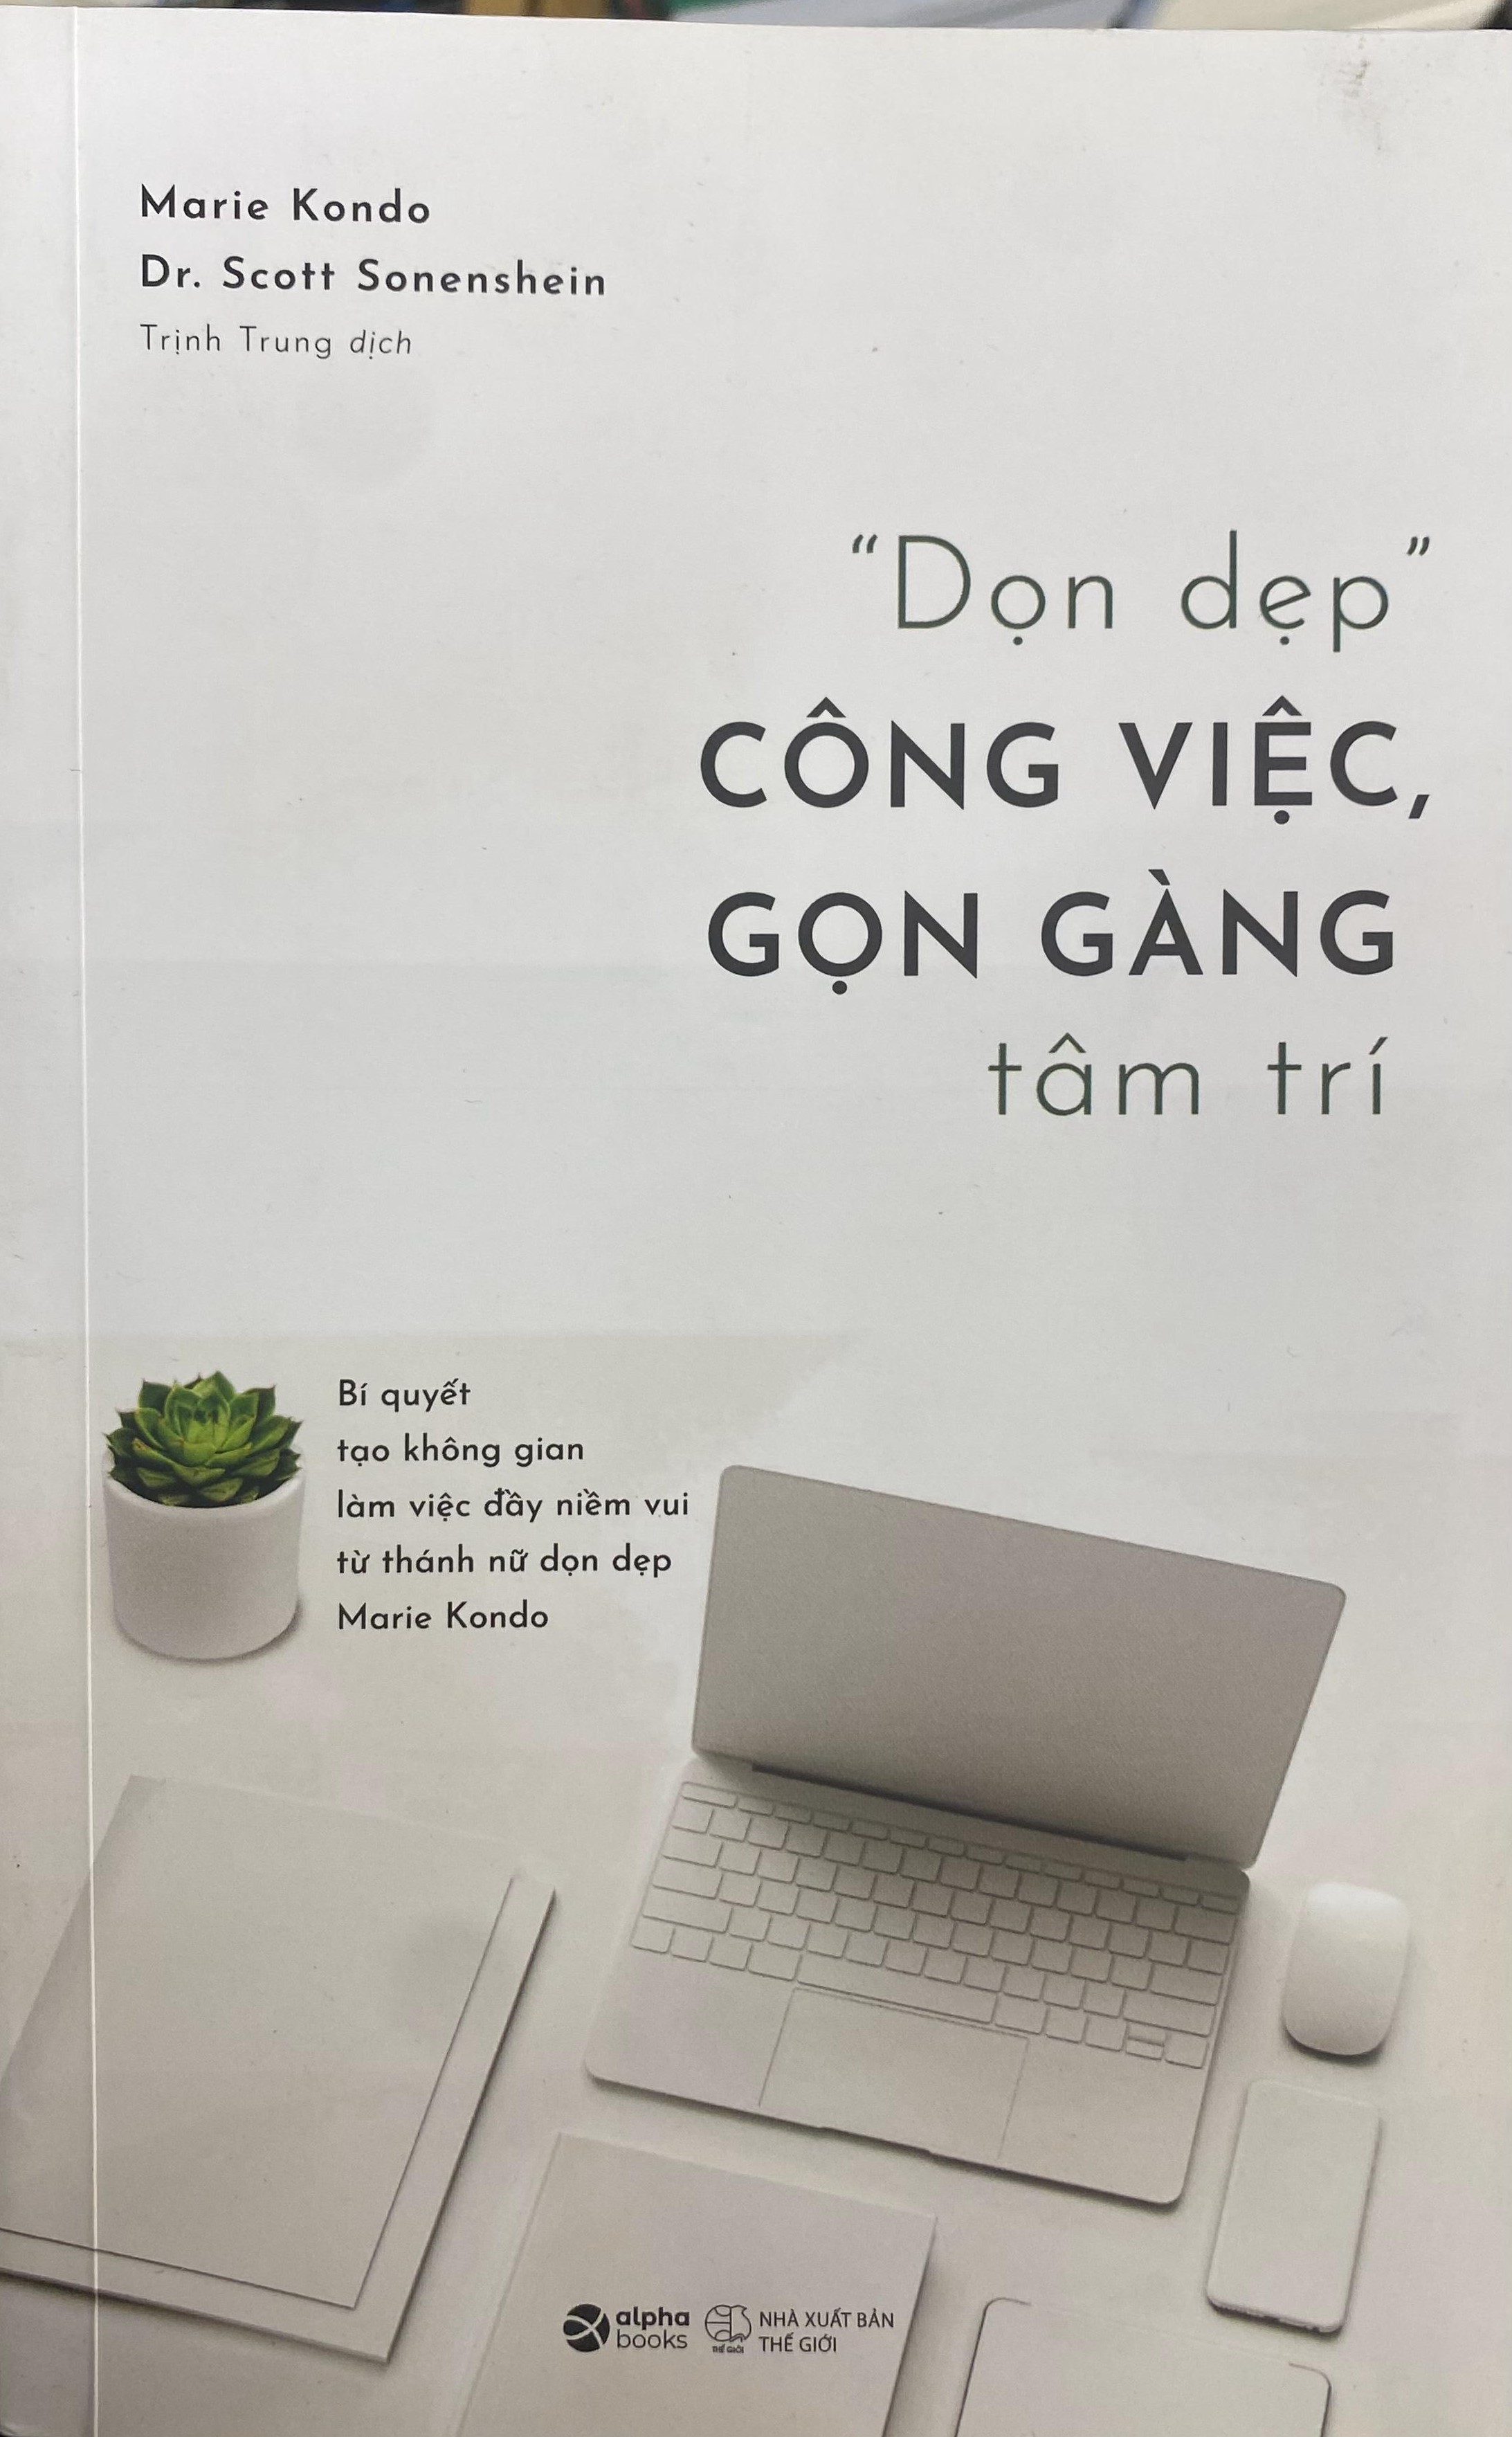 Marie Kondo
Dr. Scott Sonenshein
Trịnh Trung dịch
“Dọn dẹp”
CÔNG VIỆC,
GỌN GÀNG
tâm trí
Bí quyết
tạo không gian
làm việc đầy niềm vui
từ thánh nữ dọn dẹp
Marie Kondo
alpha
books
THẾ GIỚI
NHÀ XUẤT BẢN
THẾ GIỚI